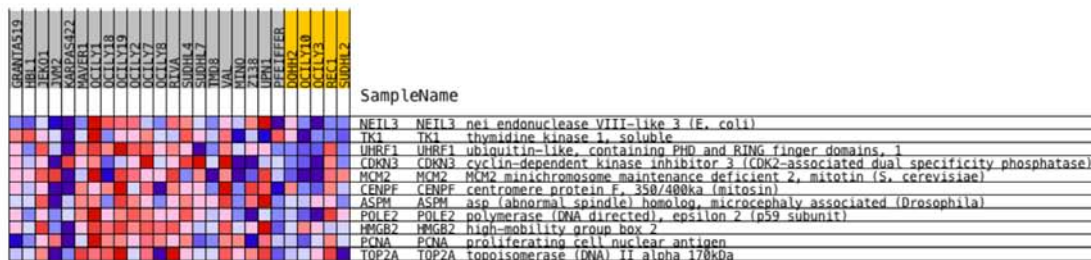 GRANTA519
HBL1
JEKO1
JVM2
KARPAS422
MAVER1
OCILY1
OCILY18
OCILY19
OCILY2
OCILY7
OCILY8
RIVA
SUDHL4
SUDHL7
TMD8
VAL
MINO
Z138
UPN1
PFEIFFER
DOHH2
OCILY10
OCILY3
REC1
SUDHL2
SampleName
NEIL3 NEIL3 nei endonuclease VIII-like 3 (E. coli)
TK1 TK1 thymidine kinase 1, soluble
UHRF1 UHRF1 ubiquitin-like, containing PHD and RING finger domains, 1
CDKN3 CDKN3 cyclin-dependent kinase inhibitor 3 (CDK2-associated dual specificity phosphatase)
MCM2 MCM2 MCM2 minichromosome maintenance deficient 2, mitotin (S. cerevisiae)
CENPF CENPF centromere protein F, 350/400ka (mitosin)
ASPM ASPM asp (abnormal spindle) homolog, microcephaly associated (Drosophila)
POLE2 POLE2 polymerase (DNA directed), epsilon 2 (p59 subunit)
HMGB2 HMGB2 high-mobility group box 2
PCNA PCNA proliferating cell nuclear antigen
TOP2A TOP2A topoisomerase (DNA) II alpha 170kDa